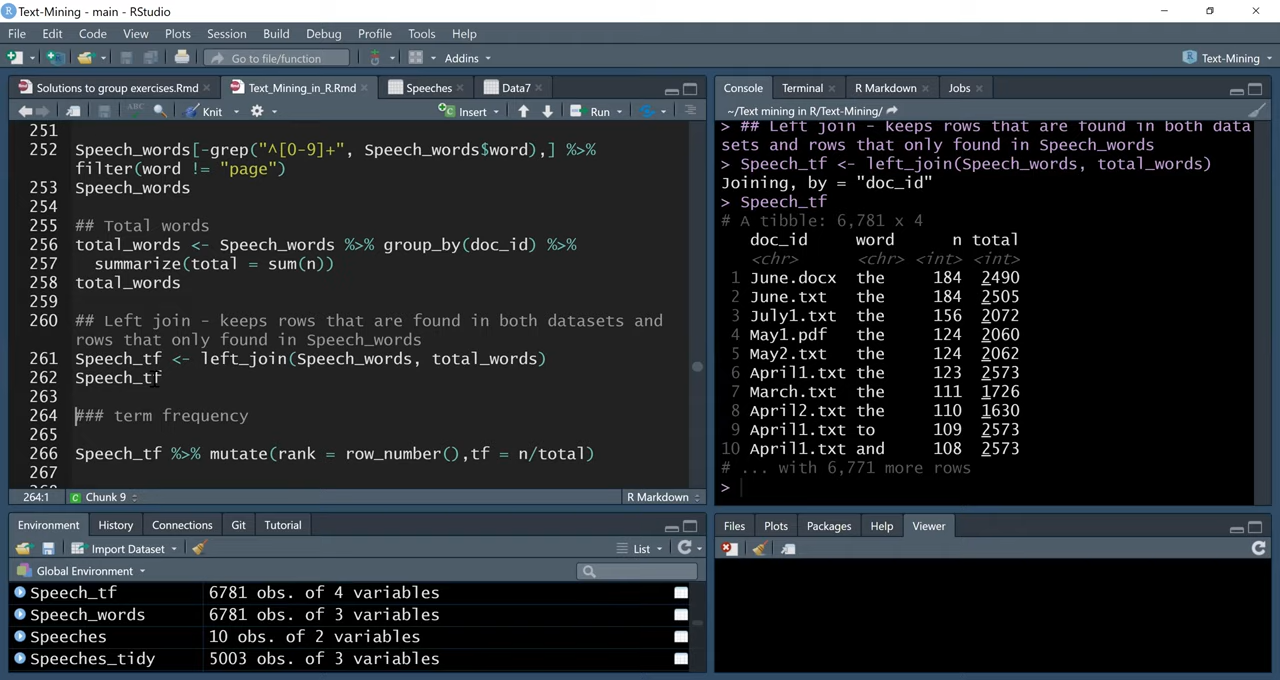 Text-Mining - main - RStudio
File Edit Code View Plots Session Build Debug Profile Tools Help
Go to file/function Addins Text-Mining
Solutions to group exercises.Rmd Text_Mining_in_R.Rmd Speeches Data7
Knit Insert Run
251
252 Speech_words[-grep("^[0-9]+", Speech_words$word),] %>%
filter(word != "page")
253 Speech_words
254
255 ## Total words
256 total_words <- Speech_words %>% group_by(doc_id) %>%
257 summarize(total = sum(n))
258 total_words
259
260 ## Left join - keeps rows that are found in both datasets and
rows that only found in Speech_words
261 Speech_tf <- left_join(Speech_words, total_words)
262 Speech_tf
263
264 ### term frequency
265
266 Speech_tf %>% mutate(rank = row_number(),tf = n/total)
267
264:1 Chunk 9 R Markdown
Console Terminal R Markdown Jobs
~/Text mining in R/Text-Mining/
> ## Left join - keeps rows that are found in both data
sets and rows that only found in Speech_words
> Speech_tf <- left_join(Speech_words, total_words)
Joining, by = "doc_id"
> Speech_tf
# A tibble: 6,781 x 4
doc_id word n total
<chr> <chr> <int> <int>
1 June.docx the 184 2490
2 June.txt the 184 2505
3 July1.txt the 156 2072
4 May1.pdf the 124 2060
5 May2.txt the 124 2062
6 April1.txt the 123 2573
7 March.txt the 111 1726
8 April2.txt the 110 1630
9 April1.txt to 109 2573
10 April1.txt and 108 2573
# ... with 6,771 more rows
>
Environment History Connections Git Tutorial
Import Dataset List
Global Environment
Speech_tf 6781 obs. of 4 variables
Speech_words 6781 obs. of 3 variables
Speeches 10 obs. of 2 variables
Speeches_tidy 5003 obs. of 3 variables
Files Plots Packages Help Viewer